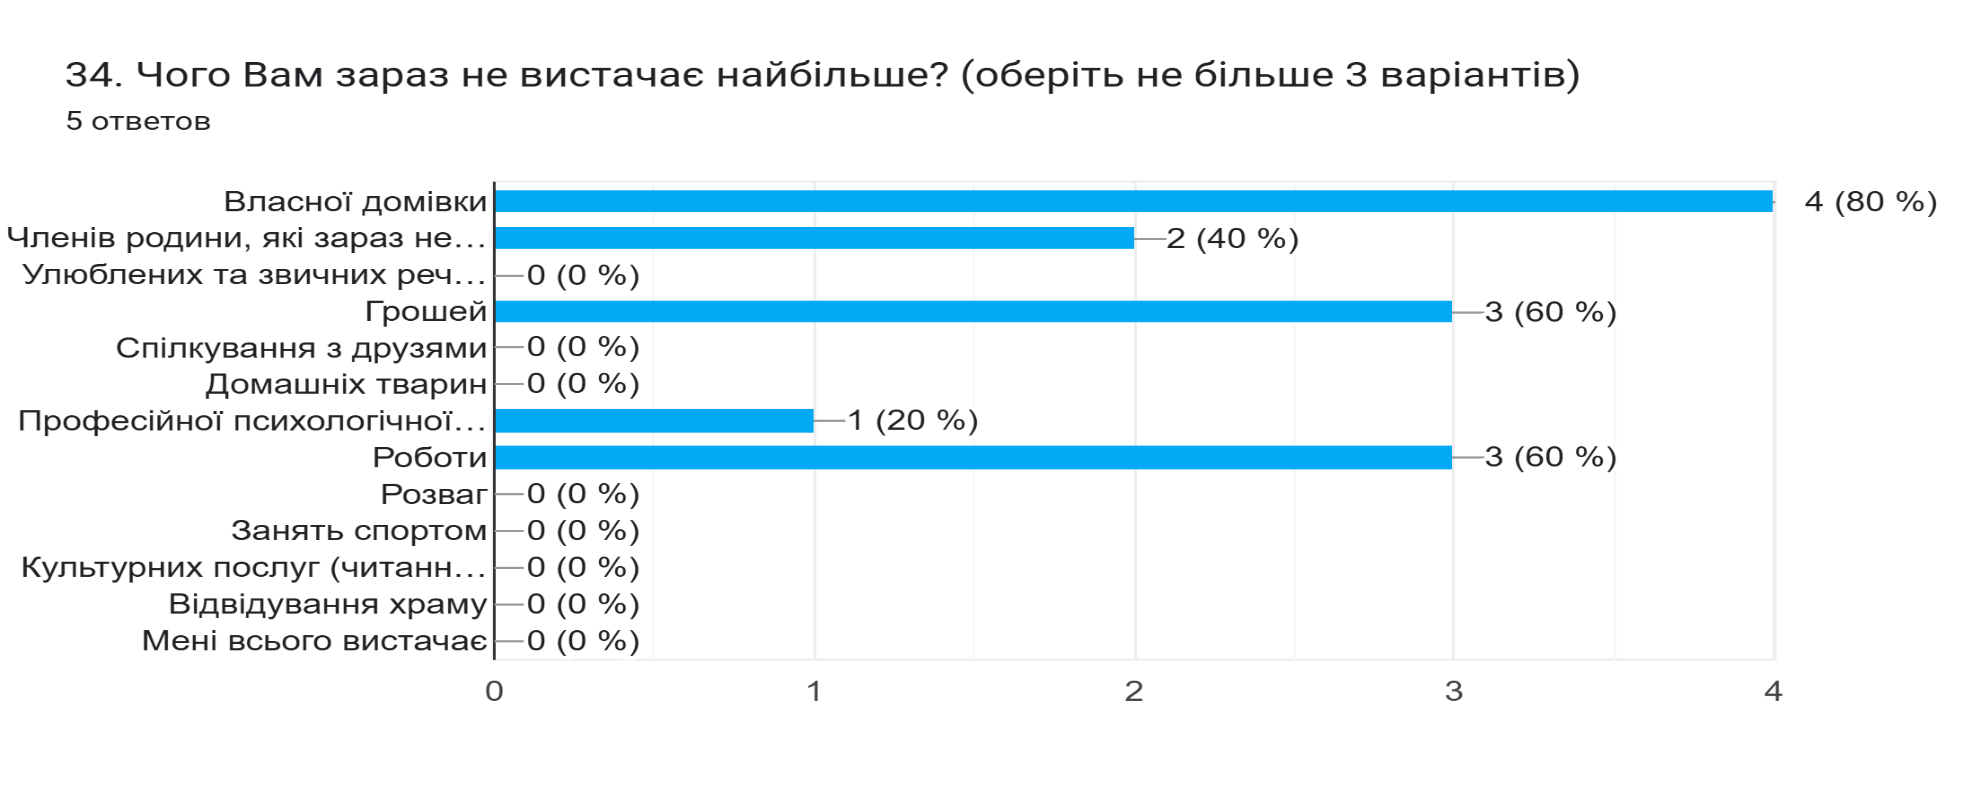 34. Чого Вам зараз не вистачає найбільше? (оберіть не більше 3 варіантів)
5 ответов
Власної домівки 4 (80 %)
Членів родини, які зараз не… 2 (40 %)
Улюблених та звичних реч… 0 (0 %)
Грошей 3 (60 %)
Спілкування з друзями 0 (0 %)
Домашніх тварин 0 (0 %)
Професійної психологічної… 1 (20 %)
Роботи 3 (60 %)
Розваг 0 (0 %)
Занять спортом 0 (0 %)
Культурних послуг (читанн… 0 (0 %)
Відвідування храму 0 (0 %)
Мені всього вистачає 0 (0 %)
0 1 2 3 4